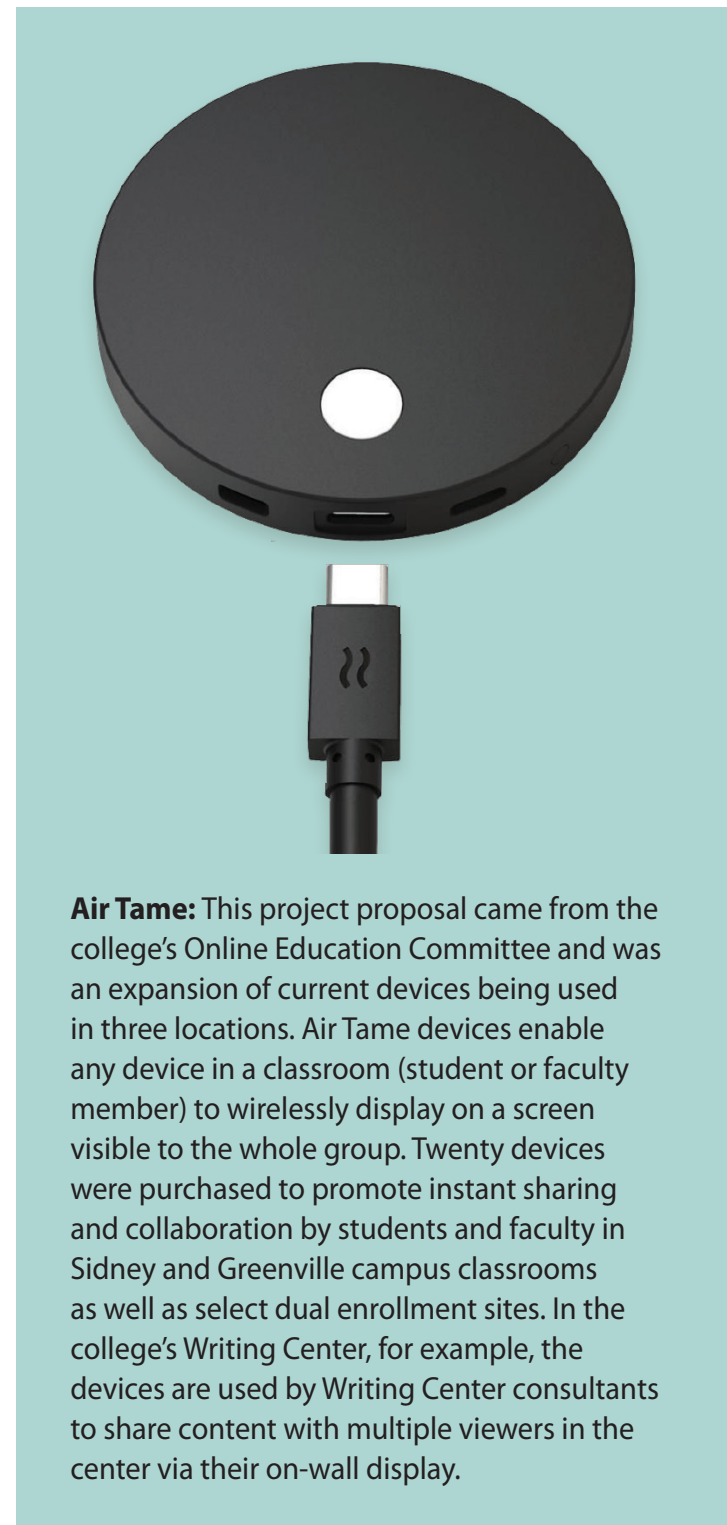 Air Tame: This project proposal came from the
college’s Online Education Committee and was
an expansion of current devices being used
in three locations. Air Tame devices enable
any device in a classroom (student or faculty
member) to wirelessly display on a screen
visible to the whole group. Twenty devices
were purchased to promote instant sharing
and collaboration by students and faculty in
Sidney and Greenville campus classrooms
as well as select dual enrollment sites. In the
college’s Writing Center, for example, the
devices are used by Writing Center consultants
to share content with multiple viewers in the
center via their on-wall display.